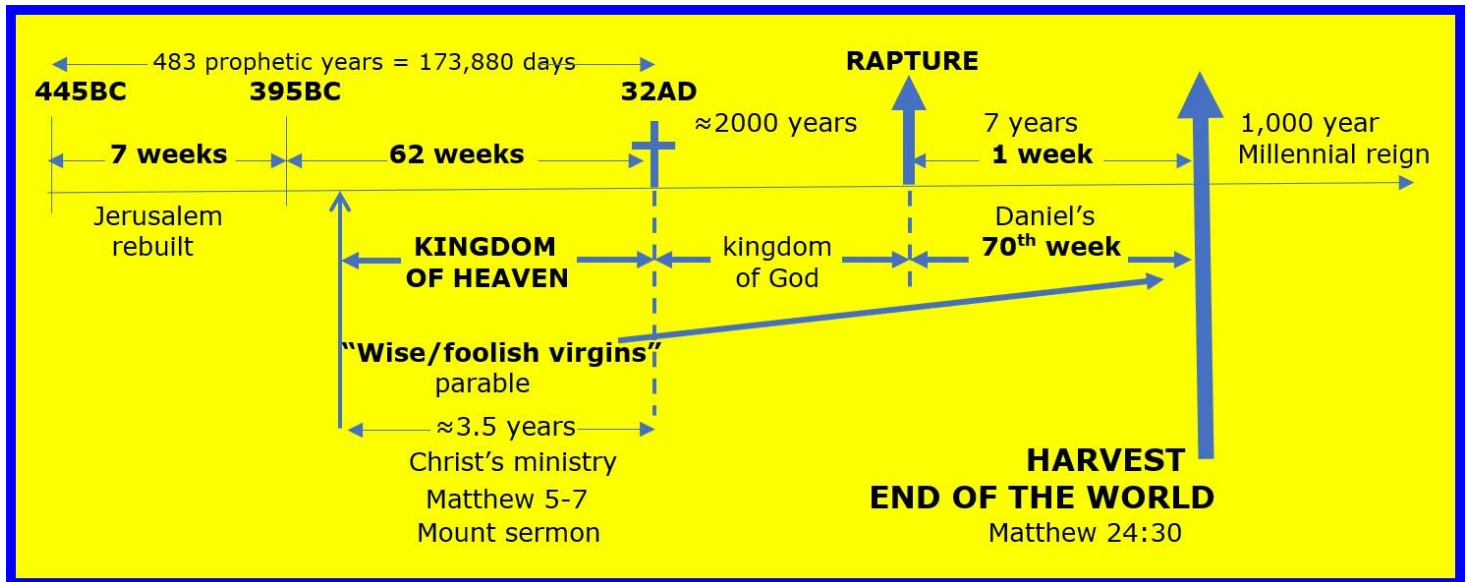 483 prophetic years = 173,880 days
RAPTURE
445BC
395BC
32AD
≈2000 years
7 years
1,000 year
7 weeks
62 weeks
1 week
Millennial reign
Jerusalem
rebuilt
KINGDOM
OF HEAVEN
kingdom
of God
Daniel’s
70th week
“Wise/foolish virgins”
parable
≈3.5 years
Christ’s ministry
Matthew 5-7
Mount sermon
HARVEST
END OF THE WORLD
Matthew 24:30